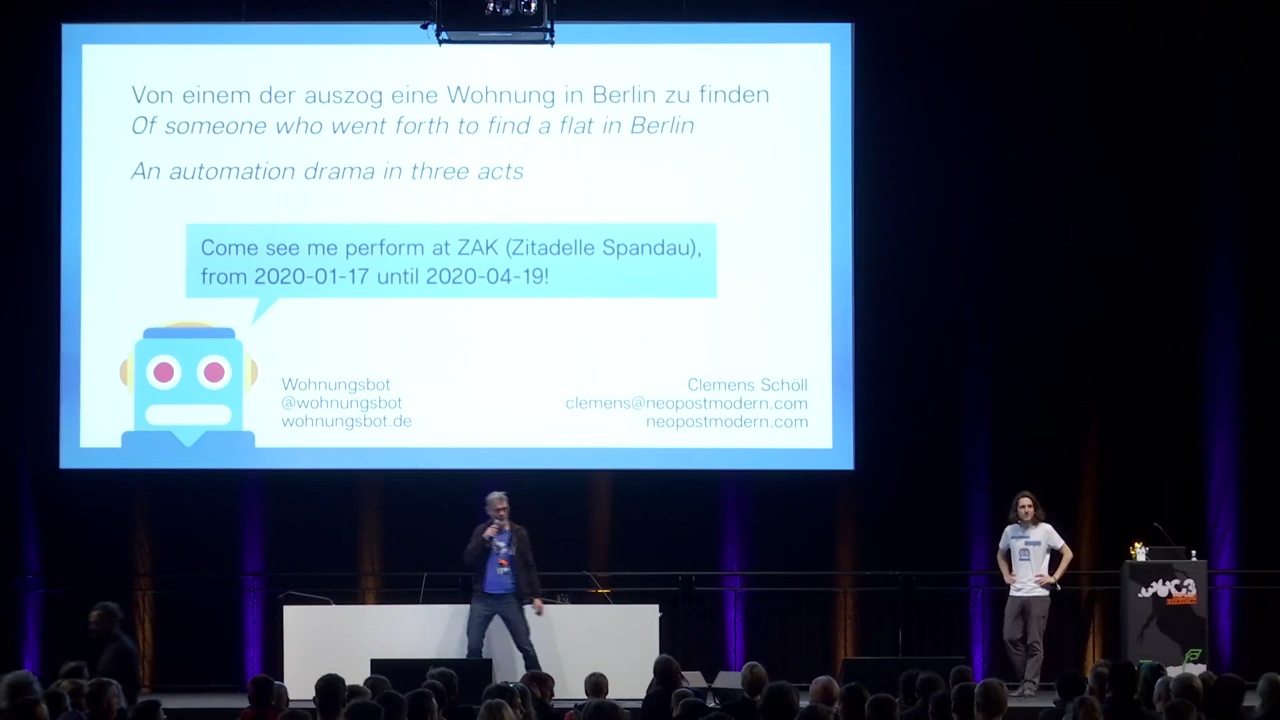 Von einem der auszog eine Wohnung in Berlin zu finden
Of someone who went forth to find a flat in Berlin
An automation drama in three acts
Come see me perform at ZAK (Zitadelle Spandau),
from 2020-01-17 until 2020-04-19!
Wohnungsbot
@wohnungsbot
wohnungsbot.de
Clemens Schöll
clemens@neopostmodern.com
neopostmodern.com